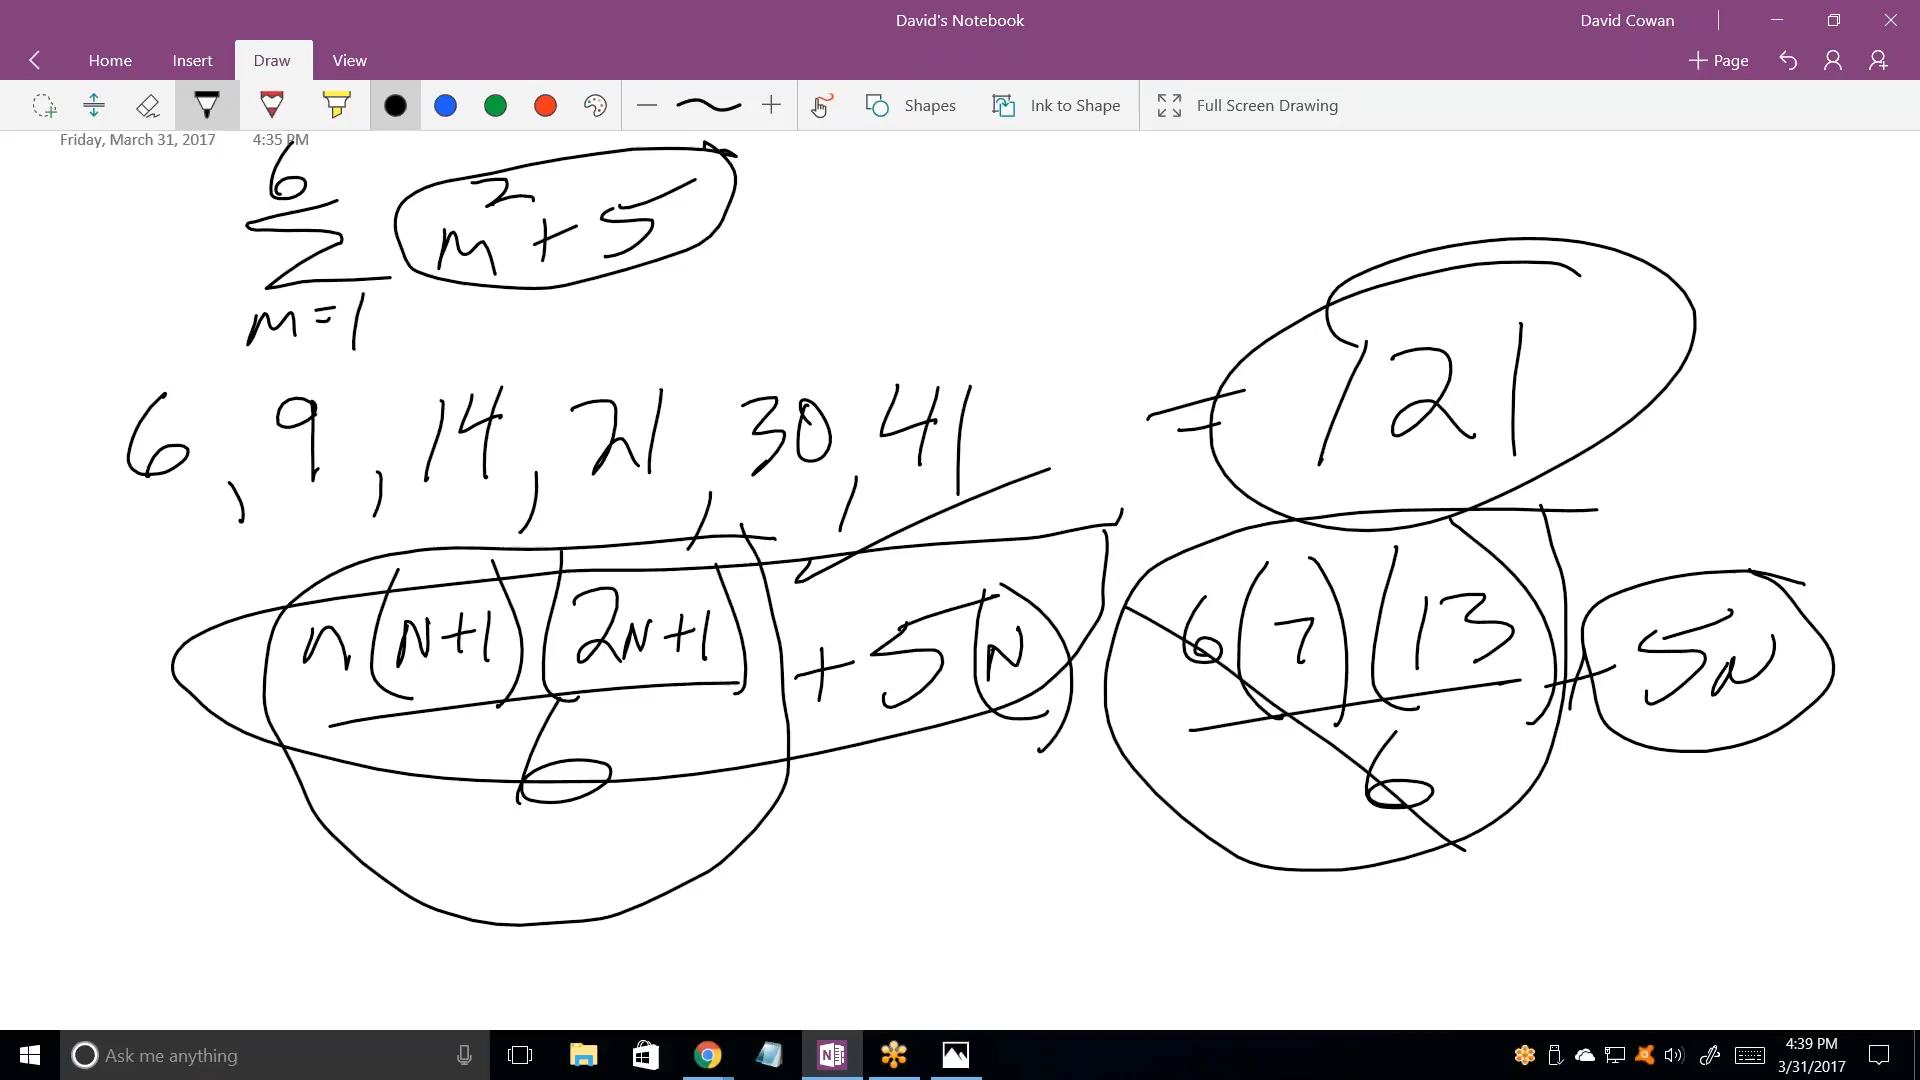 David's Notebook
David Cowan
Home Insert Draw View
Page
Shapes Ink to Shape Full Screen Drawing
Friday, March 31, 2017 4:35 PM
6
Σ m² + 5
m = 1
6, 9, 14, 21, 30, 41 = 121
n(N+1)(2N+1) + 5(N)
6
6(7)(13) + 5N
6
Ask me anything
N
4:39 PM
3/31/2017